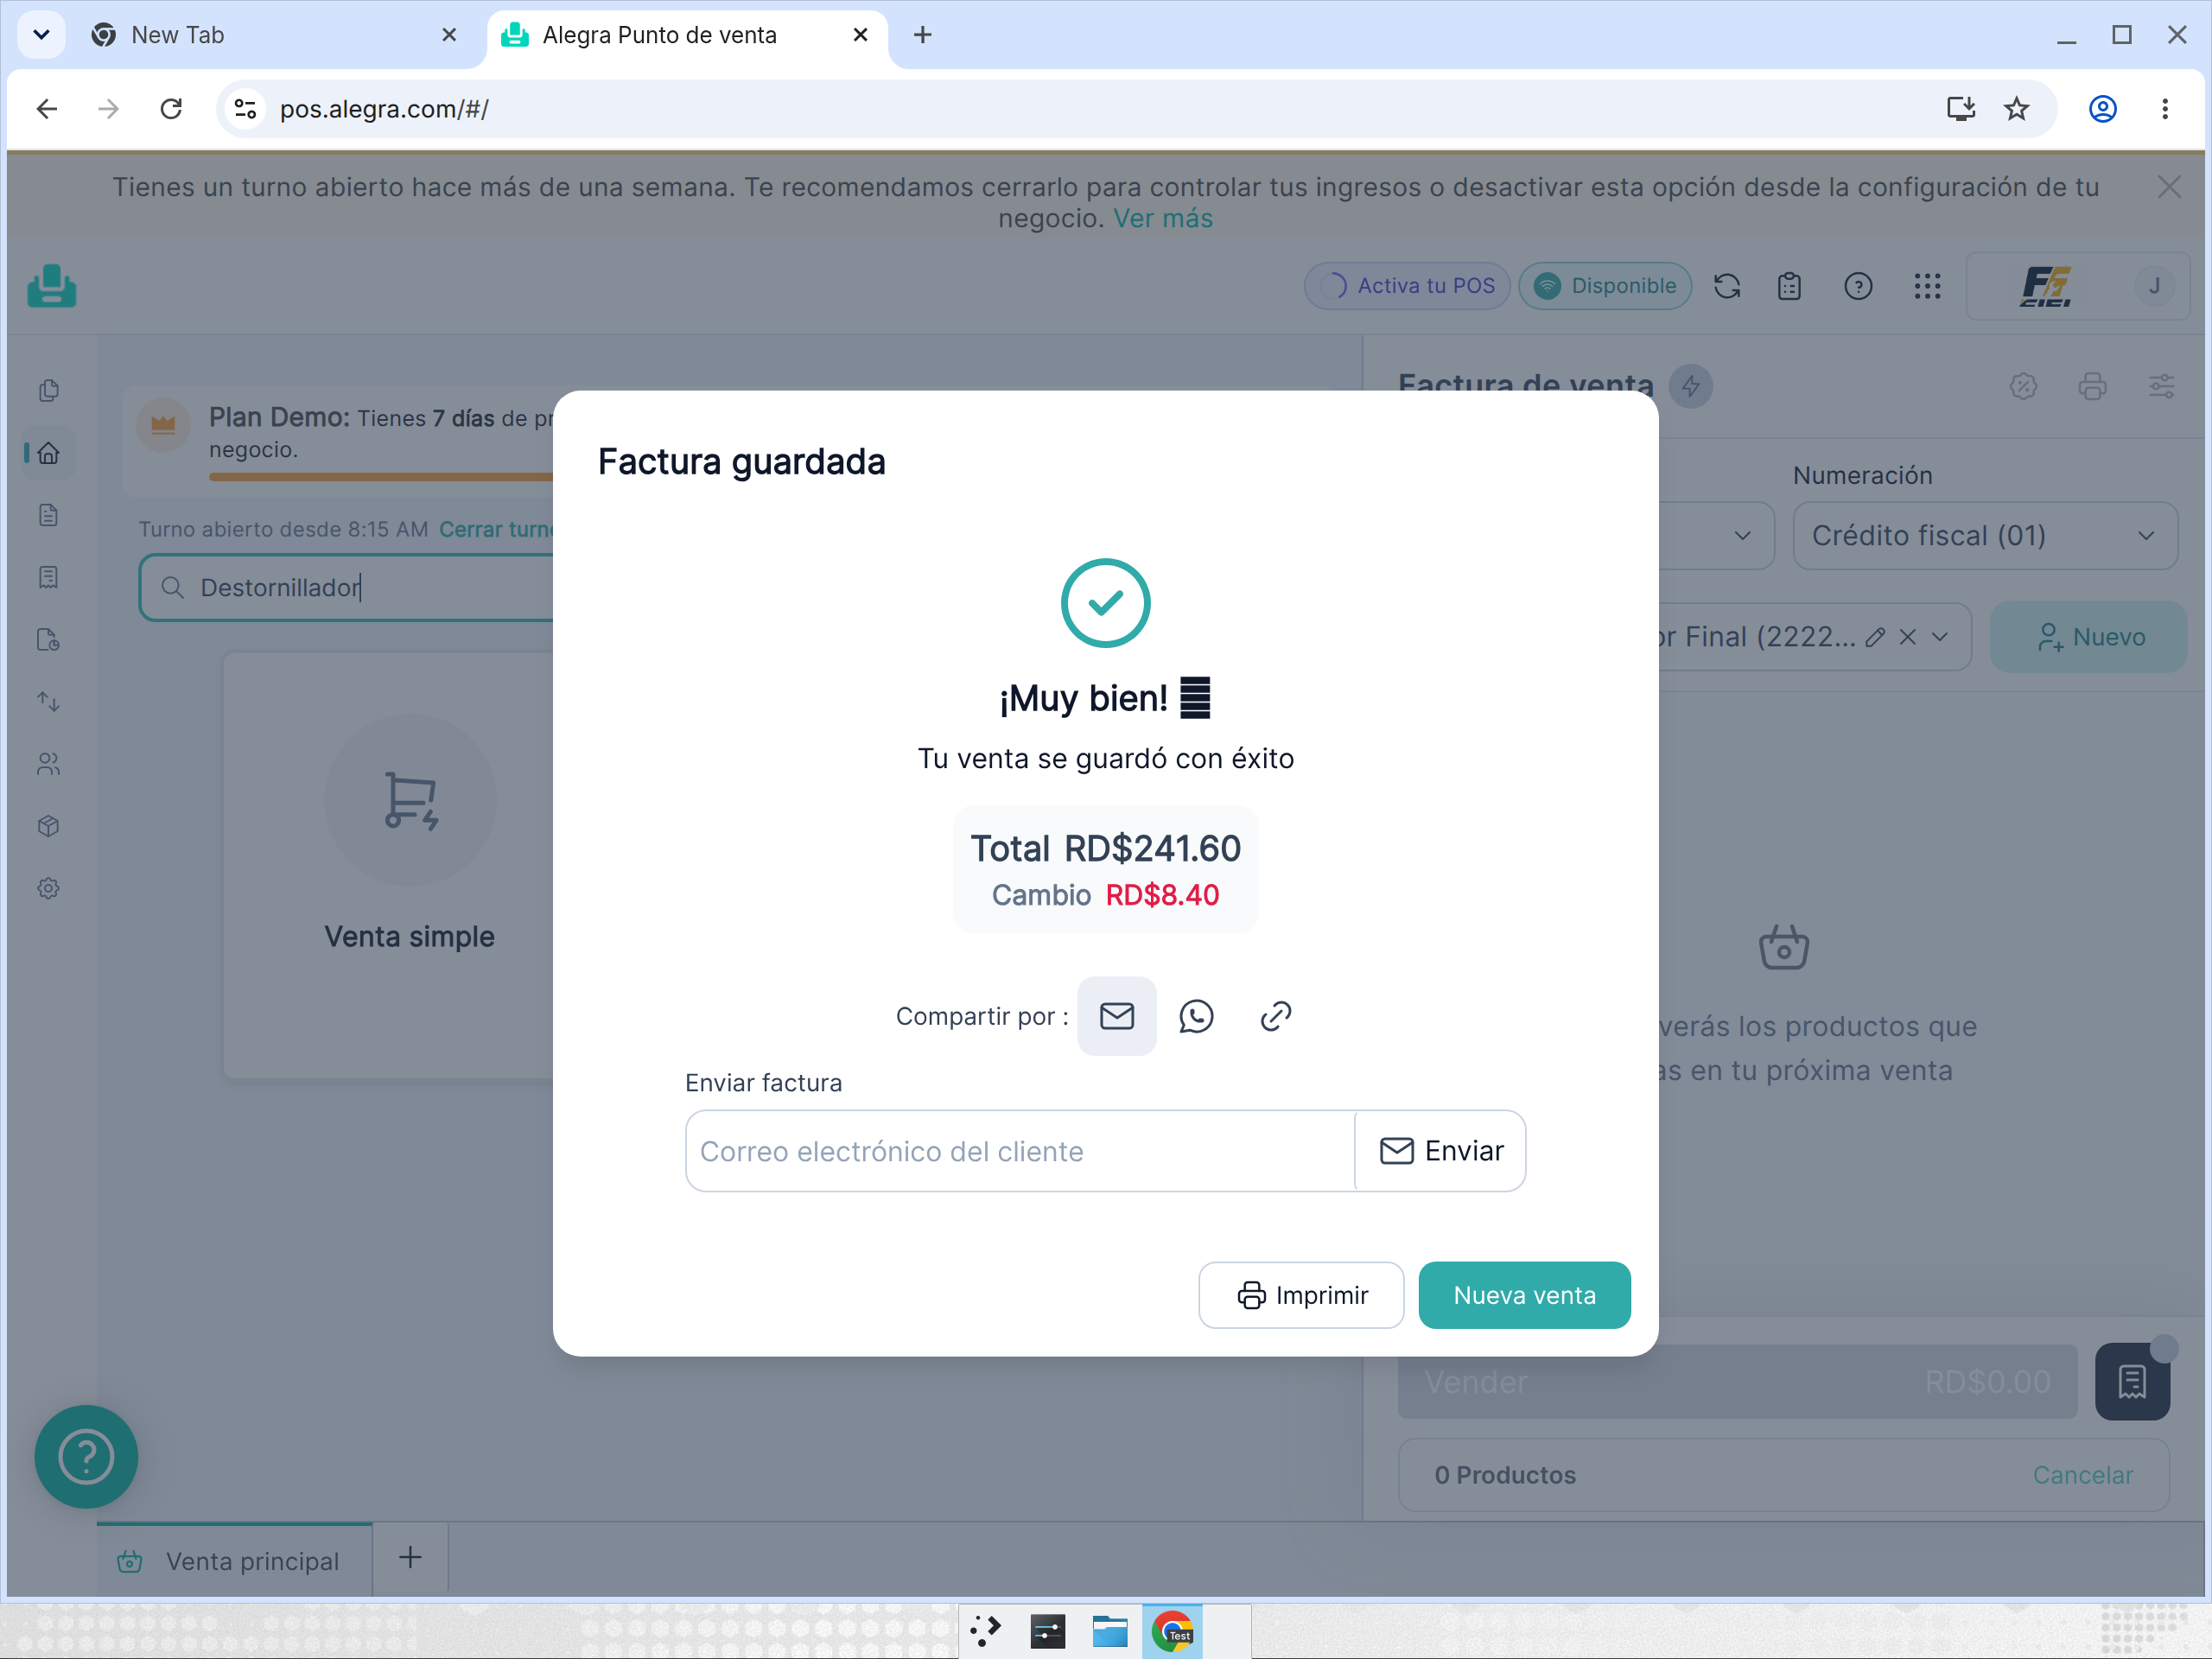 New Tab
Alegra Punto de venta
pos.alegra.com/#/
Tienes un turno abierto hace más de una semana. Te recomendamos cerrarlo para controlar tus ingresos o desactivar esta opción desde la configuración de tu
negocio. Ver más
Activa tu POS
Disponible
J
Factura de venta
Plan Demo: Tienes 7 días de pr
negocio.
Numeración
Turno abierto desde 8:15 AM Cerrar turno
Crédito fiscal (01)
Destornillador
or Final (2222...
Nuevo
Venta simple
Factura guardada
¡Muy bien!
Tu venta se guardó con éxito
Total RD$241.60
Cambio RD$8.40
Compartir por :
Enviar factura
Correo electrónico del cliente
Enviar
Imprimir
Nueva venta
verás los productos que
as en tu próxima venta
Vender
RD$0.00
0 Productos
Cancelar
Venta principal
Test